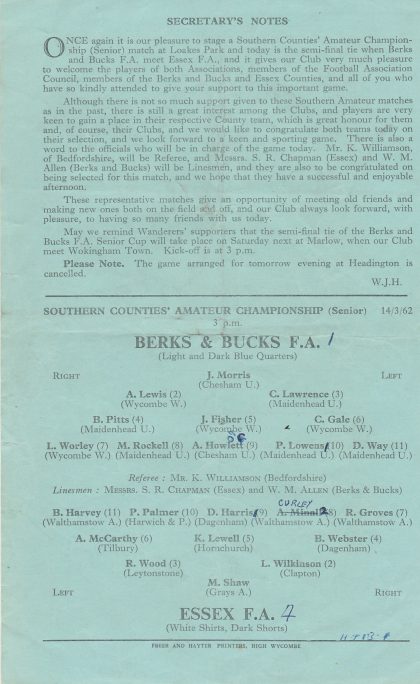 SECRETARY'S NOTES
ONCE again it is our pleasure to stage a Southern Counties' Amateur Champion-
ship (Senior) match at Loakes Park and today is the semi-final tie when Berks
and Bucks F.A. meet Essex F.A., and it gives our Club very much pleasure
to welcome the players of both Associations, members of the Football Association
Council, members of the Berks and Bucks and Essex Counties, and all of you who
have so kindly attended to give your support to this important game.
Although there is not so much support given to these Southern Amateur matches
as in the past, there is still a great interest among the Clubs, and players are very
keen to gain a place in their respective County team, which is great honour for them
and, of course, their Clubs, and we would like to congratulate both teams today on
their selection, and we look forward to a keen and sporting game. There is also a
word to the officials who will be in charge of the game today. Mr. K. Williamson,
of Bedfordshire, will be Referee, and Messrs. S. R. Chapman (Essex) and W. M.
Allen (Berks and Bucks) will be Linesmen, and they are also to be congratulated on
being selected for this match, and we hope that they have a successful and enjoyable
afternoon.
These representative matches give an opportunity of meeting old friends and
making new ones both on the field and off, and our Club always look forward, with
pleasure, to having so many friends with us today.
May we remind Wanderers' supporters that the semi-final tie of the Berks and
Bucks F.A. Senior Cup will take place on Saturday next at Marlow, when our Club
meet Wokingham Town. Kick-off is at 3 p.m.
Please Note. The game arranged for tomorrow evening at Headington is
cancelled.
W.J.H.
SOUTHERN COUNTIES' AMATEUR CHAMPIONSHIP (Senior) 14/3/62
3 p.m.
BERKS & BUCKS F.A. 1
(Light and Dark Blue Quarters)
RIGHT J. Morris LEFT
(Chesham U.)
A. Lewis (2) C. Lawrence (3)
(Wycombe W.) (Maidenhead U.)
B. Pitts (4) J. Fisher (5) C. Gale (6)
(Maidenhead U.) (Wycombe W.) (Wycombe W.)
L. Worley (7) M. Rockell (8) A. Howlett (9) P. Lowens (10) D. Way (11)
(Wycombe W.) (Maidenhead U.) (Chesham U.) (Maidenhead U.) (Maidenhead U.)
Referee : MR. K. WILLIAMSON (Bedfordshire)
Linesmen : MESSRS. S. R. CHAPMAN (Essex) and W. M. ALLEN (Berks & Bucks)
CURLEY
B. Harvey (11) P. Palmer (10) D. Harris (9) A. Minall (8) R. Groves (7)
(Walthamstow A.) (Harwich & P.) (Dagenham) (Walthamstow A.) (Walthamstow A.)
A. McCarthy (6) K. Lewell (5) B. Webster (4)
(Tilbury) (Hornchurch) (Dagenham)
R. Wood (3) L. Wilkinson (2)
(Leytonstone) (Clapton)
M. Shaw
LEFT (Grays A.) RIGHT
ESSEX F.A. 7
(White Shirts, Dark Shorts)
FREER AND HAYTER PRINTERS, HIGH WYCOMBE